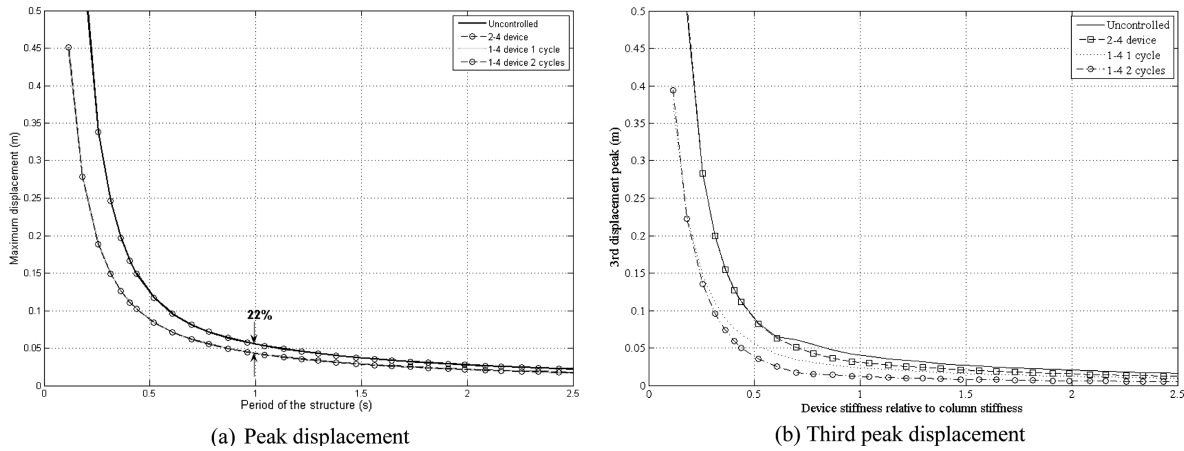 0.5
0.45
0.4
0.35
0.3
0.25
0.2
0.15
0.1
0.05
0
Maximum displacement (m)
Uncontrolled
2-4 device
1-4 device 1 cycle
1-4 device 2 cycles
22%
0 0.5 1 1.5 2 2.5
Period of the structure (s)
(a) Peak displacement
0.5
0.45
0.4
0.35
0.3
0.25
0.2
0.15
0.1
0.05
0
3rd displacement peak (m)
Uncontrolled
2-4 device
1-4 1 cycle
1-4 2 cycles
0 0.5 1 1.5 2 2.5
Device stiffness relative to column stiffness
(b) Third peak displacement